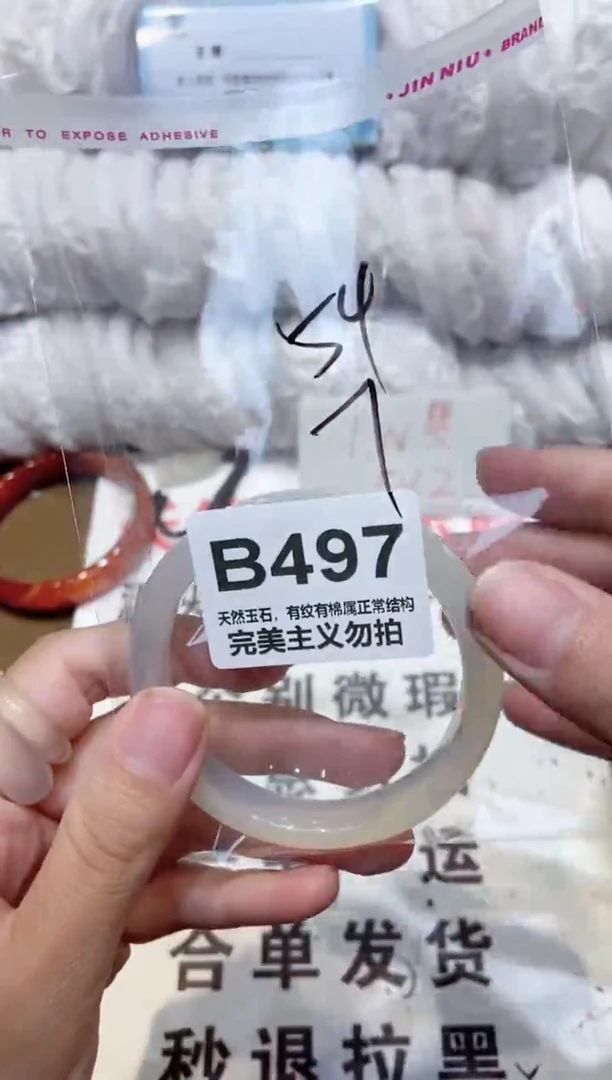 • JIN NIU • BRAND
R TO EXPOSE ADHESIVE
54
7
B497
天然玉石，有纹有棉属正常结构
完美主义勿拍
别微瑕
运
合单发货
秒退拉黑